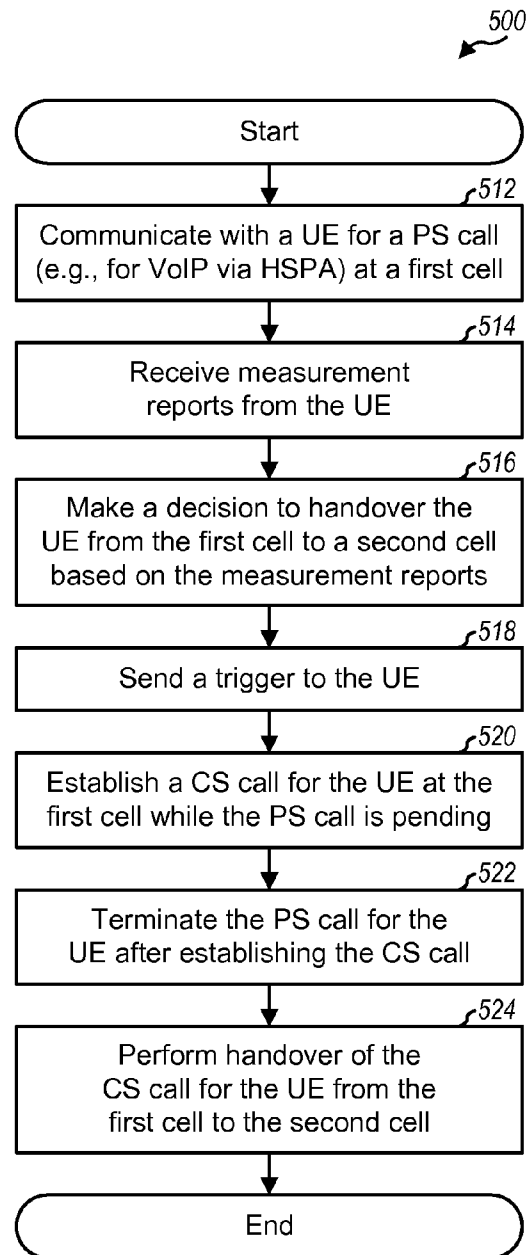 500
Start
512
Communicate with a UE for a PS call
(e.g., for VoIP via HSPA) at a first cell
514
Receive measurement
reports from the UE
516
Make a decision to handover the
UE from the first cell to a second cell
based on the measurement reports
518
Send a trigger to the UE
520
Establish a CS call for the UE at the
first cell while the PS call is pending
522
Terminate the PS call for the
UE after establishing the CS call
524
Perform handover of the
CS call for the UE from the
first cell to the second cell
End